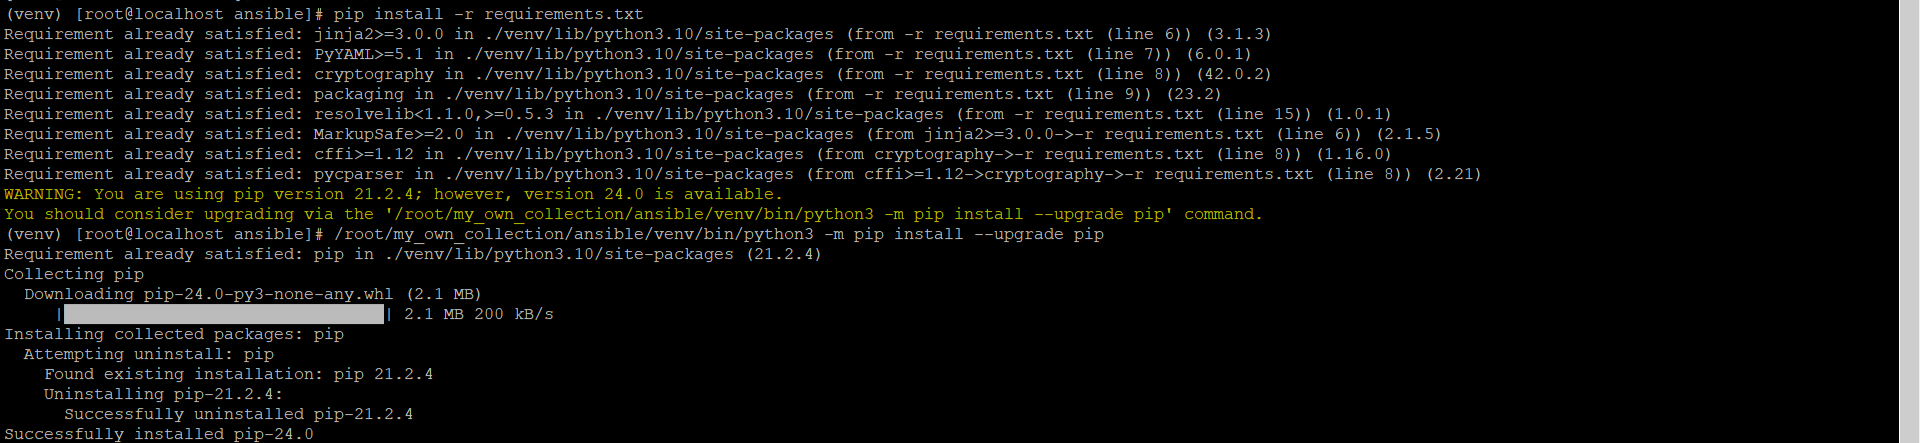 (venv) [root@localhost ansible]# pip install -r requirements.txt
Requirement already satisfied: jinja2>=3.0.0 in ./venv/lib/python3.10/site-packages (from -r requirements.txt (line 6)) (3.1.3)
Requirement already satisfied: PyYAML>=5.1 in ./venv/lib/python3.10/site-packages (from -r requirements.txt (line 7)) (6.0.1)
Requirement already satisfied: cryptography in ./venv/lib/python3.10/site-packages (from -r requirements.txt (line 8)) (42.0.2)
Requirement already satisfied: packaging in ./venv/lib/python3.10/site-packages (from -r requirements.txt (line 9)) (23.2)
Requirement already satisfied: resolvelib<1.1.0,>=0.5.3 in ./venv/lib/python3.10/site-packages (from -r requirements.txt (line 15)) (1.0.1)
Requirement already satisfied: MarkupSafe>=2.0 in ./venv/lib/python3.10/site-packages (from jinja2>=3.0.0->-r requirements.txt (line 6)) (2.1.5)
Requirement already satisfied: cffi>=1.12 in ./venv/lib/python3.10/site-packages (from cryptography->-r requirements.txt (line 8)) (1.16.0)
Requirement already satisfied: pycparser in ./venv/lib/python3.10/site-packages (from cffi>=1.12->cryptography->-r requirements.txt (line 8)) (2.21)
WARNING: You are using pip version 21.2.4; however, version 24.0 is available.
You should consider upgrading via the '/root/my_own_collection/ansible/venv/bin/python3 -m pip install --upgrade pip' command.
(venv) [root@localhost ansible]# /root/my_own_collection/ansible/venv/bin/python3 -m pip install --upgrade pip
Requirement already satisfied: pip in ./venv/lib/python3.10/site-packages (21.2.4)
Collecting pip
Downloading pip-24.0-py3-none-any.whl (2.1 MB)
| | 2.1 MB 200 kB/s
Installing collected packages: pip
Attempting uninstall: pip
Found existing installation: pip 21.2.4
Uninstalling pip-21.2.4:
Successfully uninstalled pip-21.2.4
Successfully installed pip-24.0